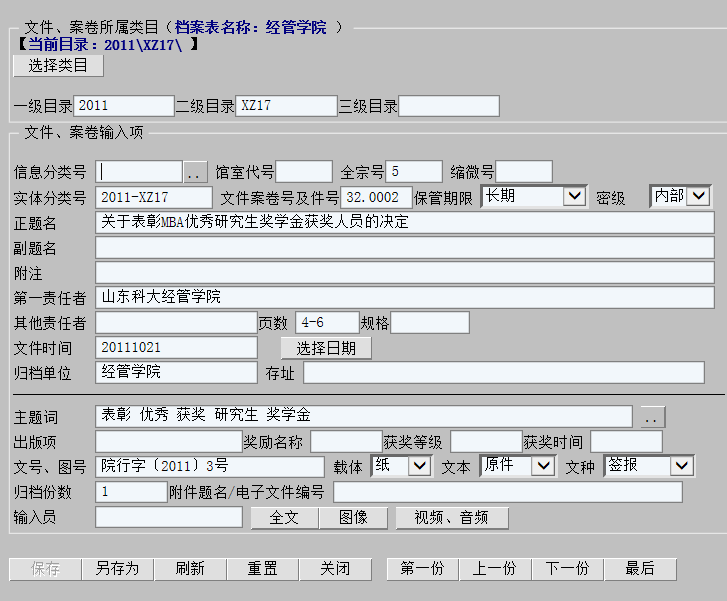 文件、案卷所属类目（档案表名称：经管学院 ）
【当前目录：2011\XZ17\ 】
选择类目
一级目录 2011 二级目录 XZ17 三级目录
文件、案卷输入项
信息分类号 .. 馆室代号 全宗号 5 缩微号
实体分类号 2011-XZ17 文件案卷号及件号 32.0002 保管期限 长期 密级 内部
正题名 关于表彰MBA优秀研究生奖学金获奖人员的决定
副题名
附注
第一责任者 山东科大经管学院
其他责任者 页数 4-6 规格
文件时间 20111021 选择日期
归档单位 经管学院 存址
主题词 表彰 优秀 获奖 研究生 奖学金 ..
出版项 奖励名称 获奖等级 获奖时间
文号、图号 院行字〔2011〕3号 载体 纸 文本 原件 文种 签报
归档份数 1 附件题名/电子文件编号
输入员 全文 图像 视频、音频
保存 另存为 刷新 重置 关闭 第一份 上一份 下一份 最后